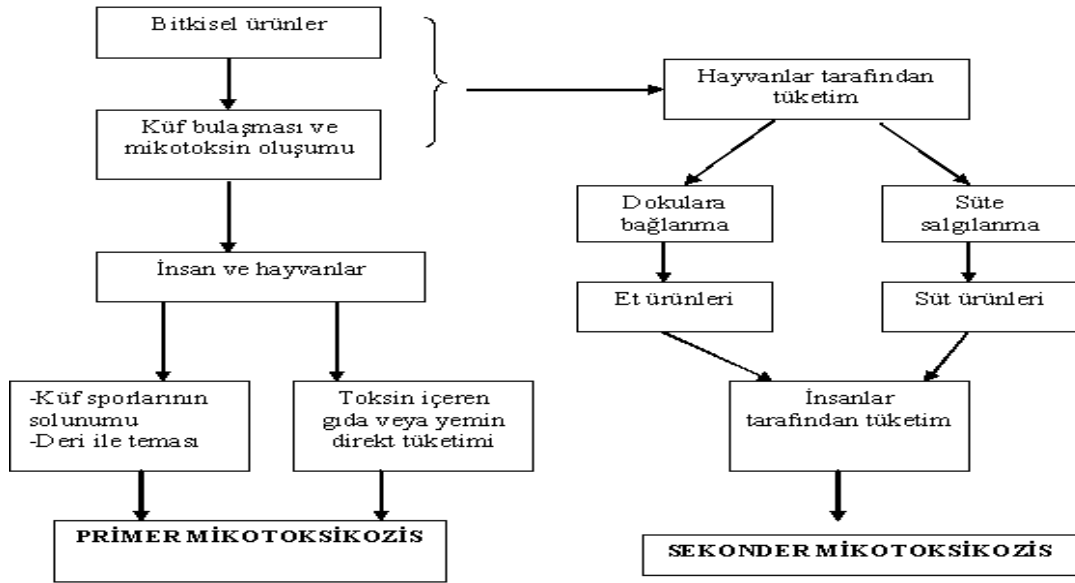 Bitkisel ürünler
Küf bulaşması ve
mikotoksin oluşumu
İnsan ve hayvanlar
-Küf sporlarının
solunumu
-Deri ile teması
Toksin içeren
gıda veya yemin
direkt tüketimi
PRİMER MİKOTOKSİKOZİS
Hayvanlar tarafından
tüketim
Dokulara
bağlanma
Süte
salgılanma
Et ürünleri
Süt ürünleri
İnsanlar
tarafından tüketim
SEKONDER MİKOTOKSİKOZİS